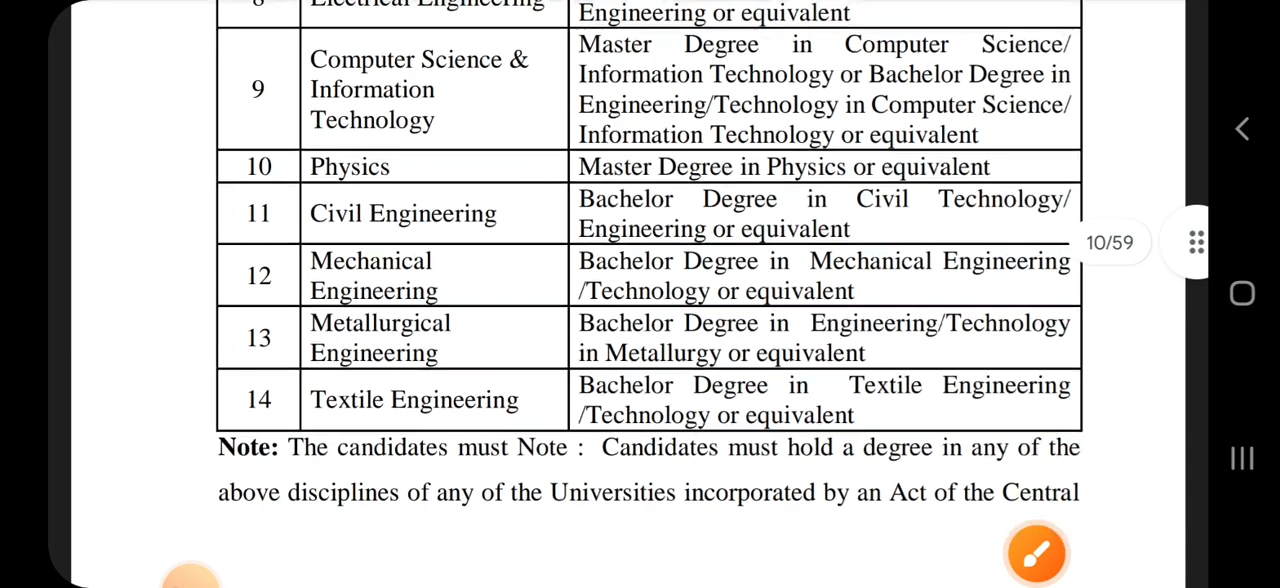 8 Electrical Engineering Engineering or equivalent
9 Computer Science & Information Technology Master Degree in Computer Science/
Information Technology or Bachelor Degree in
Engineering/Technology in Computer Science/
Information Technology or equivalent
10 Physics Master Degree in Physics or equivalent
11 Civil Engineering Bachelor Degree in Civil Technology/
Engineering or equivalent
10/59
12 Mechanical Engineering Bachelor Degree in Mechanical Engineering
/Technology or equivalent
13 Metallurgical Engineering Bachelor Degree in Engineering/Technology
in Metallurgy or equivalent
14 Textile Engineering Bachelor Degree in Textile Engineering
/Technology or equivalent
Note: The candidates must Note : Candidates must hold a degree in any of the
above disciplines of any of the Universities incorporated by an Act of the Central